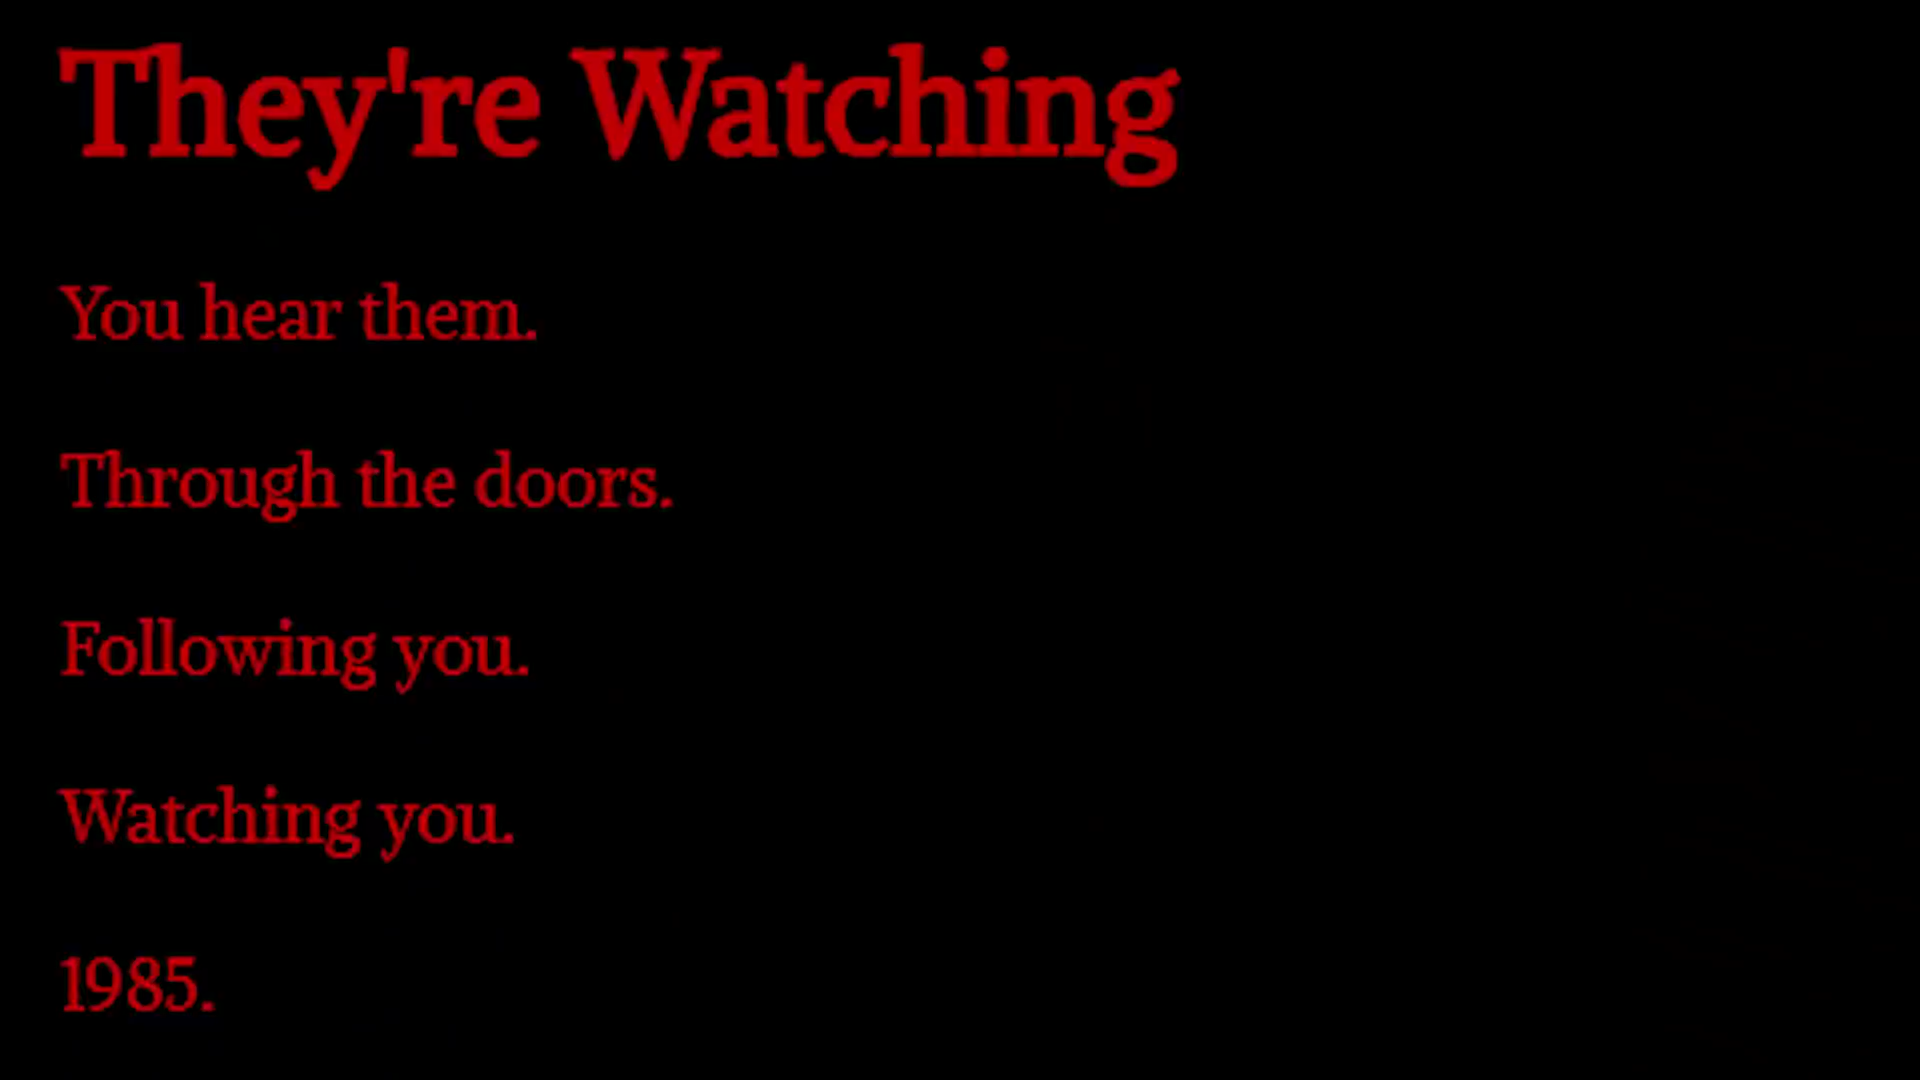 They're Watching
You hear them.
Through the doors.
Following you.
Watching you.
1985.